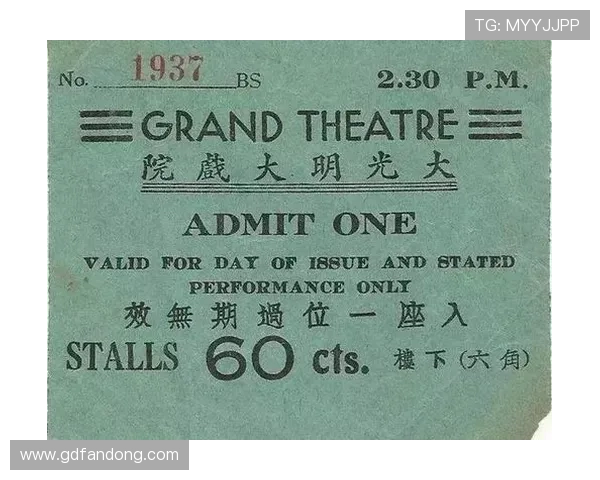 TG: MYYJJPP
No. 1937 BS 2.30 P.M.
GRAND THEATRE
院戲大明光大
ADMIT ONE
VALID FOR DAY OF ISSUE AND STATED
PERFORMANCE ONLY
效無期過位一座入
STALLS 60 cts. 樓下(六角)
www.gdfandong.com